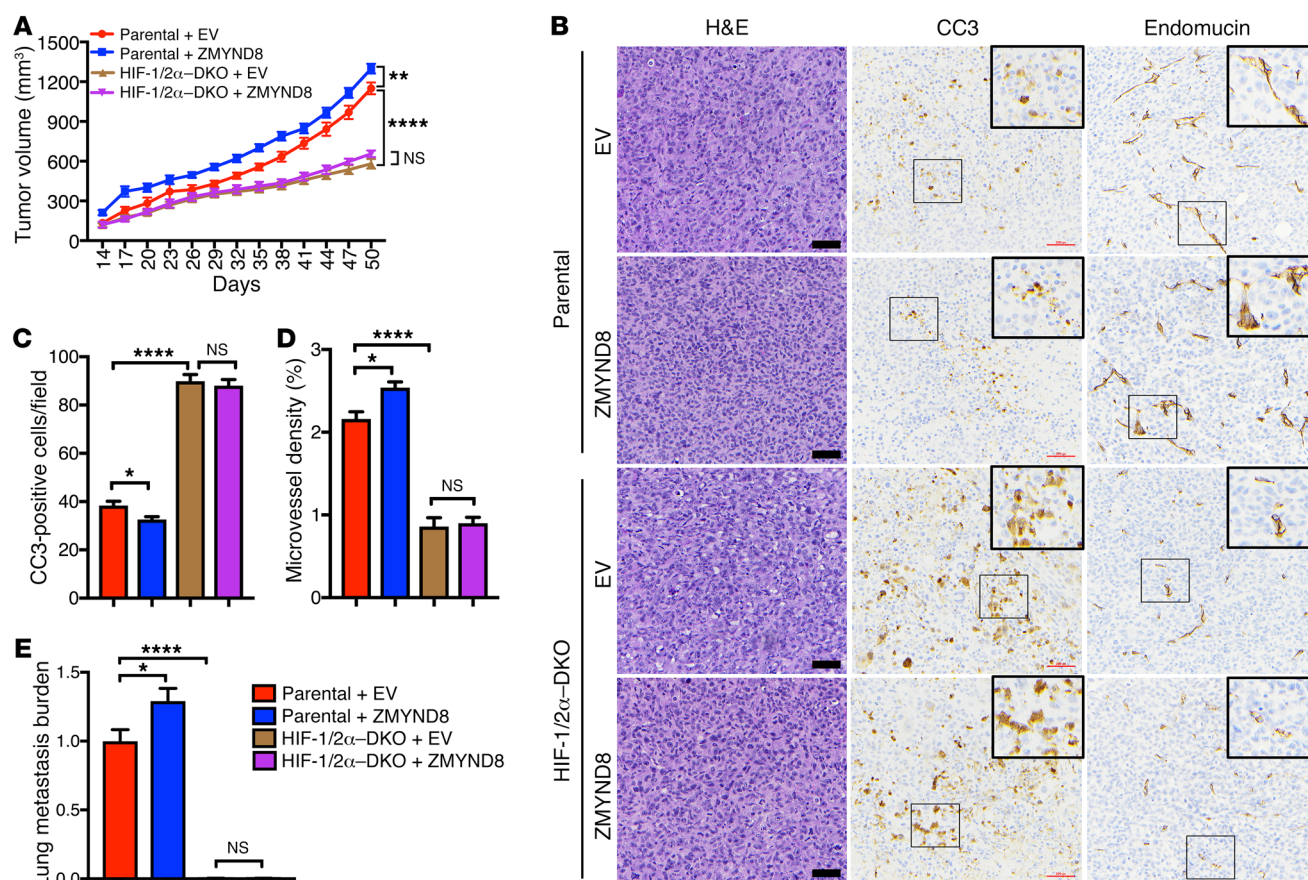 A
Parental + EV
Parental + ZMYND8
HIF-1/2α–DKO + EV
HIF-1/2α–DKO + ZMYND8
Tumor volume (mm³)
1500
1200
900
600
300
0
**
****
NS
14 17 20 23 26 29 32 35 38 41 44 47 50
Days
B
H&E CC3 Endomucin
Parental
EV
ZMYND8
HIF-1/2α–DKO
EV
ZMYND8
C
CC3-positive cells/field
100
80
60
40
20
0
****
NS
*
D
Microvessel density (%)
3
2
1
0
****
*
NS
E
Lung metastasis burden
1.5
1.0
0.5
0.0
****
*
NS
Parental + EV
Parental + ZMYND8
HIF-1/2α–DKO + EV
HIF-1/2α–DKO + ZMYND8